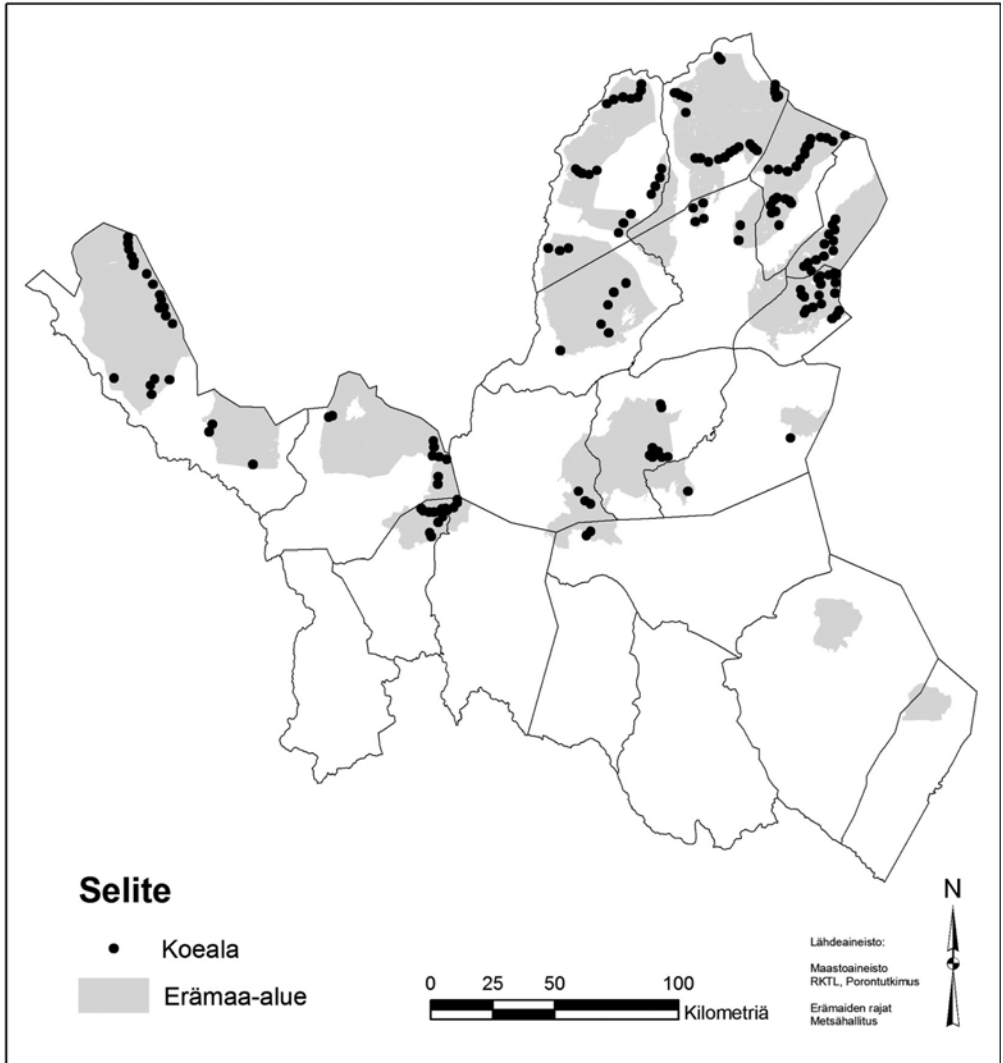 Selite
Koeala
Erämaa-alue
0 25 50 100
Kilometriä
N
Lähdeaineisto:
Maastoaineisto
RKTL, Porontutkimus
Erämaiden rajat
Metsähallitus